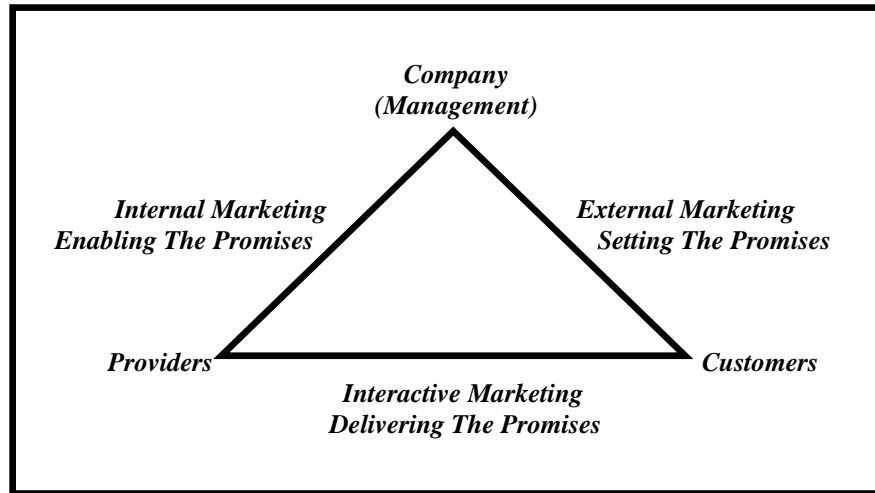 Company
(Management)
Internal Marketing
Enabling The Promises
External Marketing
Setting The Promises
Providers
Customers
Interactive Marketing
Delivering The Promises